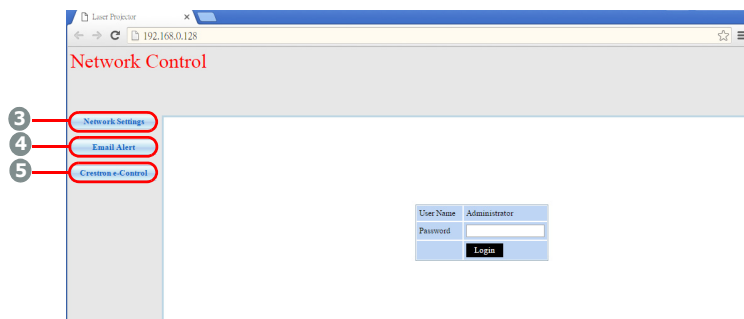 Laser Projector
192.168.0.128
Network Control
3 Network Settings
4 Email Alert
5 Crestron e-Control
User Name Administrator
Password
Login